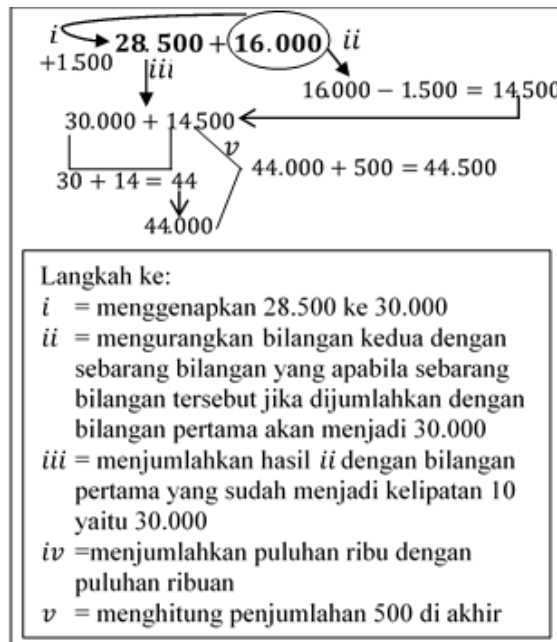 i 28.500 + 16.000 ii
+1.500 iii
16.000 − 1.500 = 14.500
30.000 + 14.500
v
30 + 14 = 44 44.000 + 500 = 44.500
44.000
Langkah ke:
i = menggenapkan 28.500 ke 30.000
ii = mengurangkan bilangan kedua dengan
sebarang bilangan yang apabila sebarang
bilangan tersebut jika dijumlahkan dengan
bilangan pertama akan menjadi 30.000
iii = menjumlahkan hasil ii dengan bilangan
pertama yang sudah menjadi kelipatan 10
yaitu 30.000
iv =menjumlahkan puluhan ribu dengan
puluhan ribuan
v = menghitung penjumlahan 500 di akhir